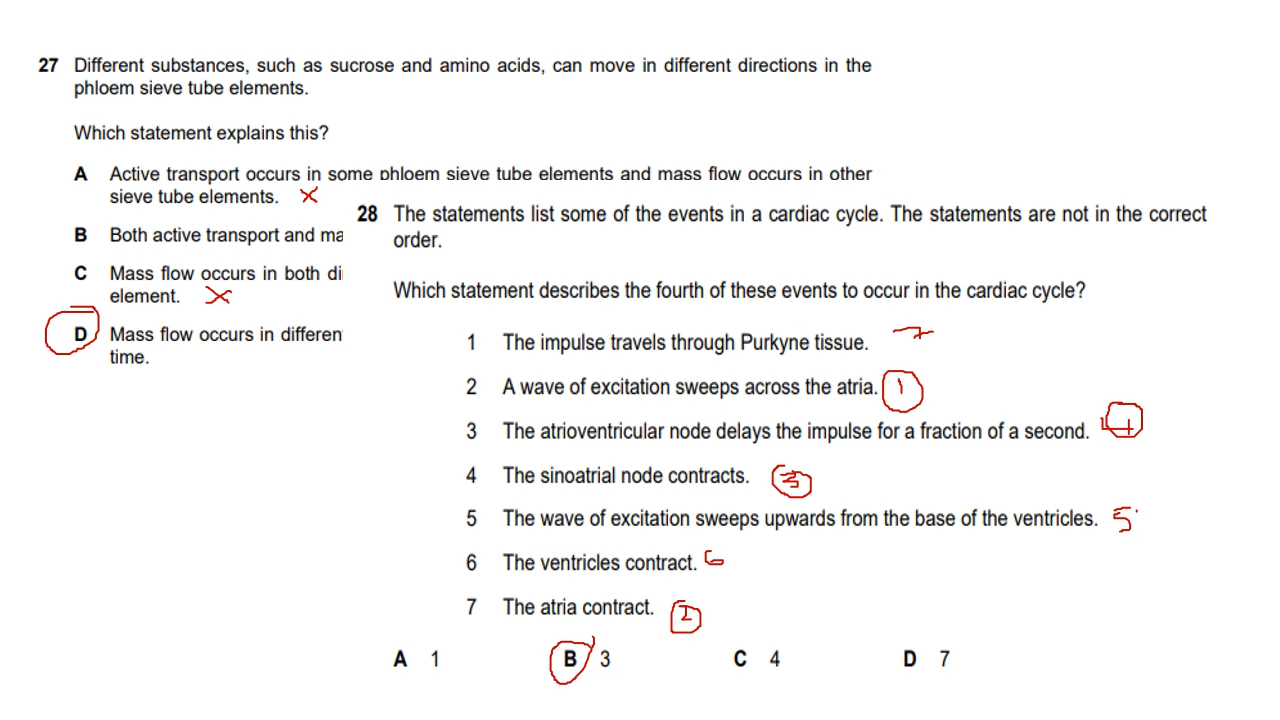 27 Different substances, such as sucrose and amino acids, can move in different directions in the
phloem sieve tube elements.
Which statement explains this?
A Active transport occurs in some phloem sieve tube elements and mass flow occurs in other
sieve tube elements. X
B Both active transport and ma
C Mass flow occurs in both di
element. X
D Mass flow occurs in differen
time.
28 The statements list some of the events in a cardiac cycle. The statements are not in the correct
order.
Which statement describes the fourth of these events to occur in the cardiac cycle?
1 The impulse travels through Purkyne tissue. 7
2 A wave of excitation sweeps across the atria. 1
3 The atrioventricular node delays the impulse for a fraction of a second. 4
4 The sinoatrial node contracts. 3
5 The wave of excitation sweeps upwards from the base of the ventricles. 5
6 The ventricles contract. 6
7 The atria contract. 2
A 1 B 3 C 4 D 7